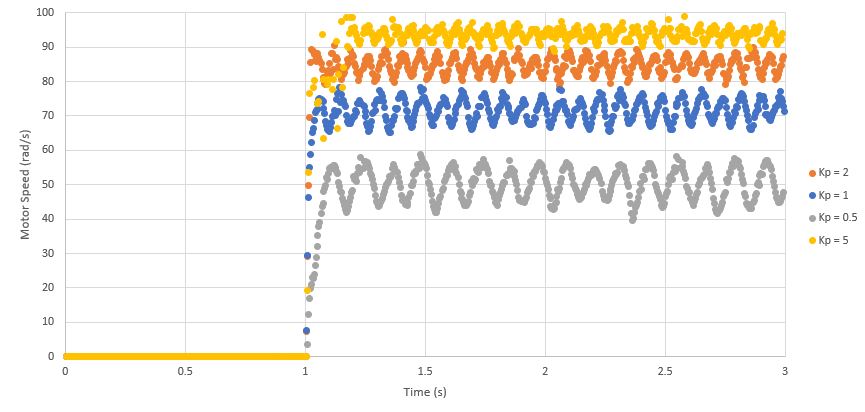 100
90
80
70
60
50
40
30
20
10
0
Motor Speed (rad/s)
0 0.5 1 1.5 2 2.5 3
Time (s)
Kp = 2
Kp = 1
Kp = 0.5
Kp = 5